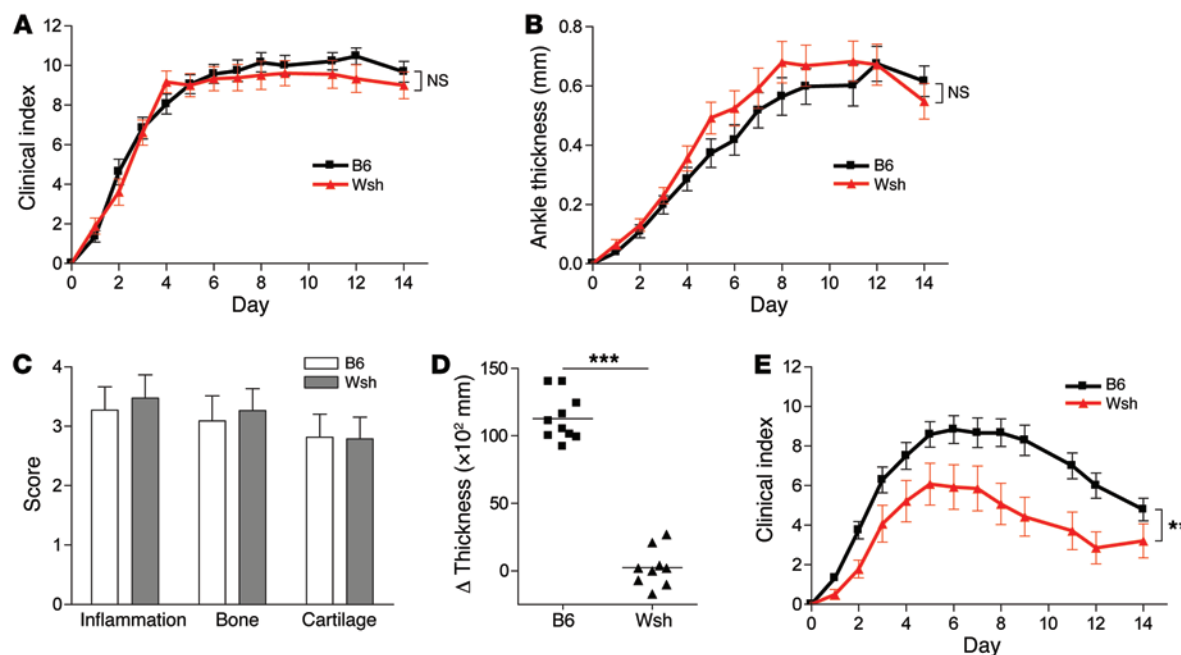 A
Clinical index
12
10
8
6
4
2
0
B6
Wsh
NS
0 2 4 6 8 10 12 14
Day
B
Ankle thickness (mm)
0.8
0.6
0.4
0.2
0.0
B6
Wsh
NS
0 2 4 6 8 10 12 14
Day
C
Score
4
3
2
1
0
B6
Wsh
Inflammation Bone Cartilage
D
Δ Thickness (×10² mm)
150
100
50
0
***
B6 Wsh
E
Clinical index
12
10
8
6
4
2
0
B6
Wsh
**
0 2 4 6 8 10 12 14
Day